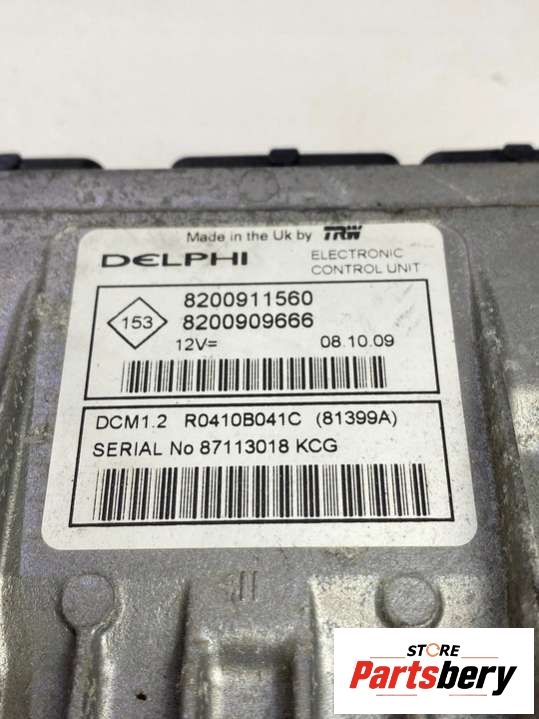 Made in the Uk by TRW
DELPHI
ELECTRONIC
CONTROL UNIT
153
8200911560
8200909666
12V=
08.10.09
DCM1.2 R0410B041C (81399A)
SERIAL No 87113018 KCG
STORE
Partsbery